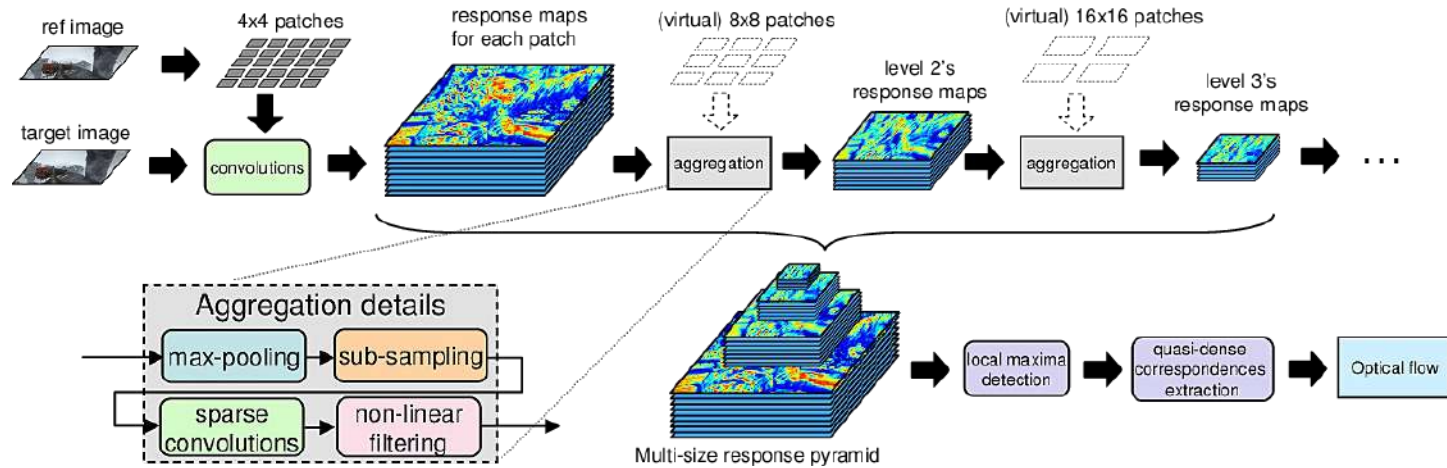 ref image
4x4 patches
response maps
for each patch
(virtual) 8x8 patches
level 2's
response maps
(virtual) 16x16 patches
level 3's
response maps
target image
convolutions
aggregation
aggregation
...
Aggregation details
max-pooling
sub-sampling
sparse
convolutions
non-linear
filtering
Multi-size response pyramid
local maxima
detection
quasi-dense
correspondences
extraction
Optical flow